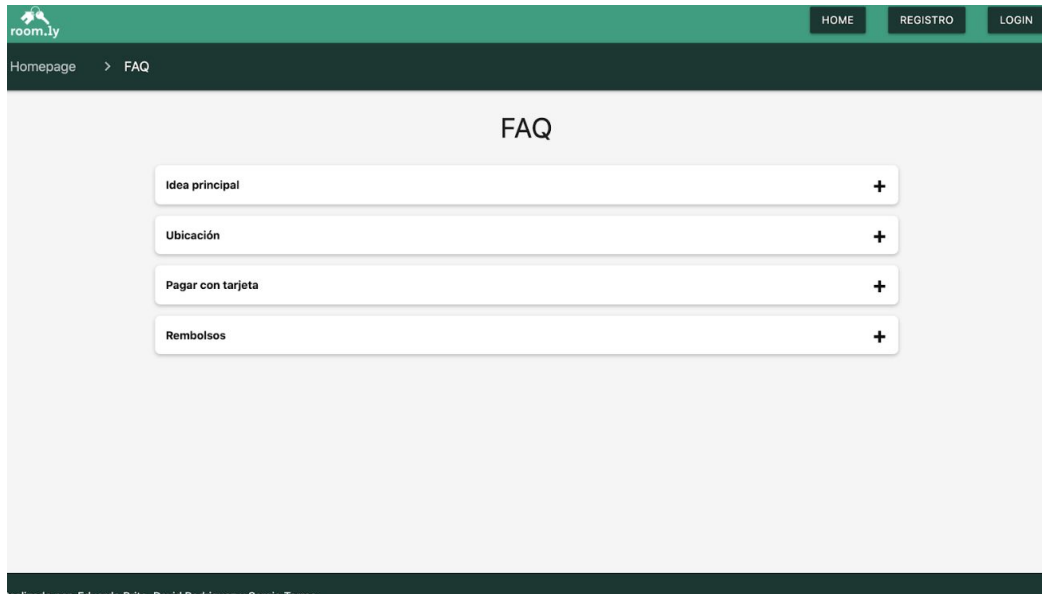 room.ly
HOME REGISTRO LOGIN
Homepage > FAQ
FAQ
Idea principal +
Ubicación +
Pagar con tarjeta +
Rembolsos +